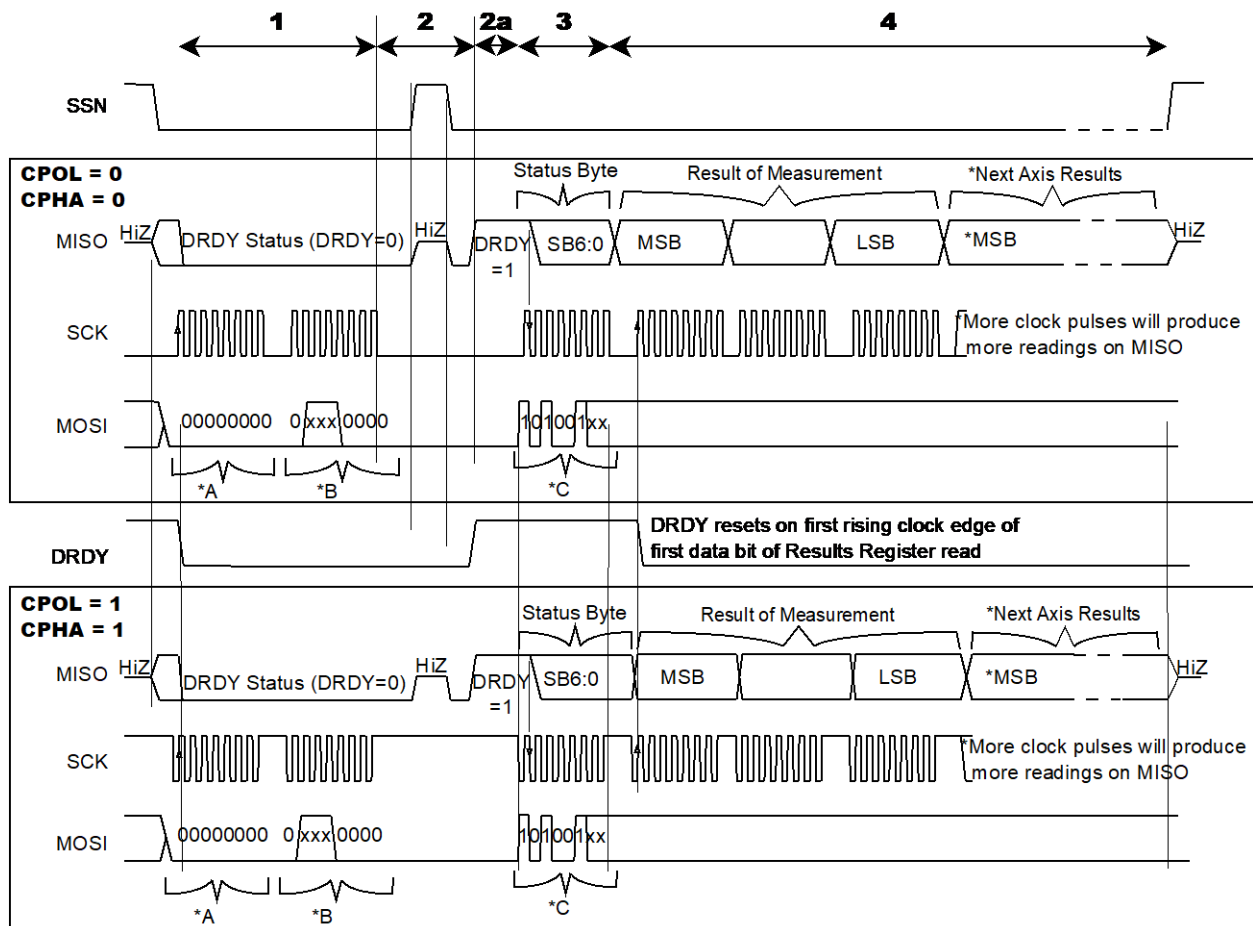 1 2 2a 3 4
SSN
CPOL = 0
CPHA = 0
Status Byte Result of Measurement *Next Axis Results
MISO HiZ DRDY Status (DRDY=0) HiZ DRDY =1 SB6:0 MSB LSB *MSB HiZ
SCK
*More clock pulses will produce
more readings on MISO
MOSI 00000000 0 xxx 0000 101001xx
*A *B *C
DRDY
DRDY resets on first rising clock edge of
first data bit of Results Register read
CPOL = 1
CPHA = 1
Status Byte Result of Measurement *Next Axis Results
MISO HiZ DRDY Status (DRDY=0) HiZ DRDY =1 SB6:0 MSB LSB *MSB HiZ
SCK
*More clock pulses will produce
more readings on MISO
MOSI 00000000 0 xxx 0000 101001xx
*A *B *C